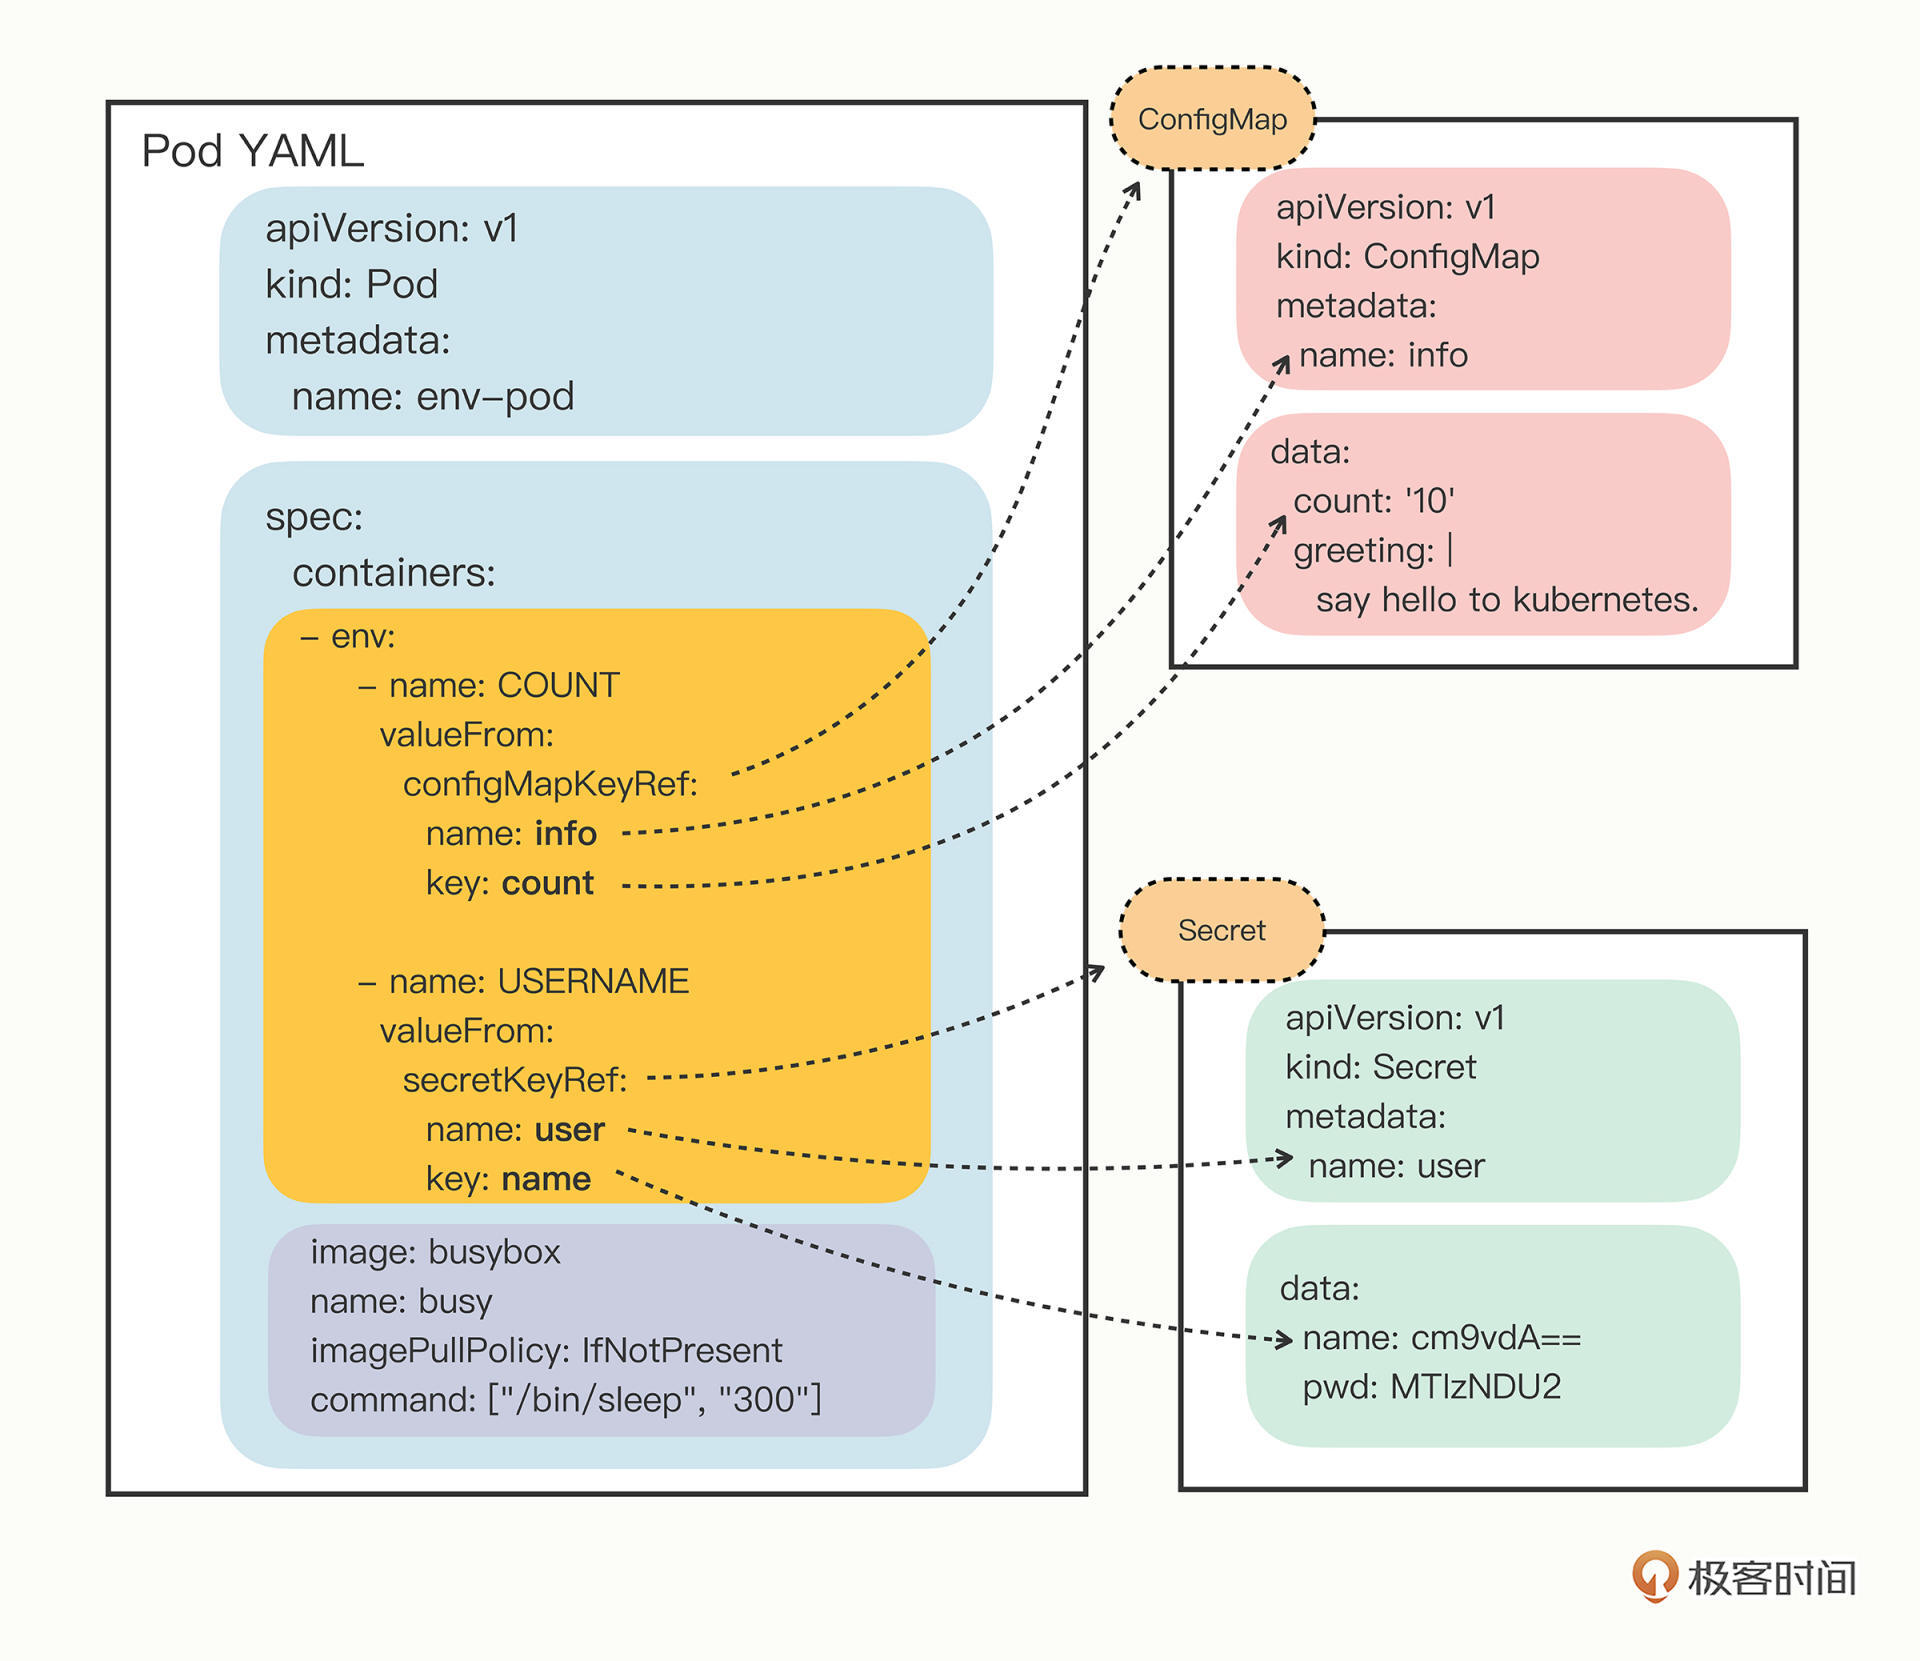 Pod YAML
apiVersion: v1
kind: Pod
metadata:
  name: env-pod
spec:
  containers:
  - env:
      - name: COUNT
        valueFrom:
          configMapKeyRef:
            name: info
            key: count
      - name: USERNAME
        valueFrom:
          secretKeyRef:
            name: user
            key: name
    image: busybox
    name: busy
    imagePullPolicy: IfNotPresent
    command: ["/bin/sleep", "300"]
ConfigMap
apiVersion: v1
kind: ConfigMap
metadata:
  name: info
data:
  count: '10'
  greeting: |
    say hello to kubernetes.
Secret
apiVersion: v1
kind: Secret
metadata:
  name: user
data:
  name: cm9vdA==
  pwd: MTIzNDU2
极客时间